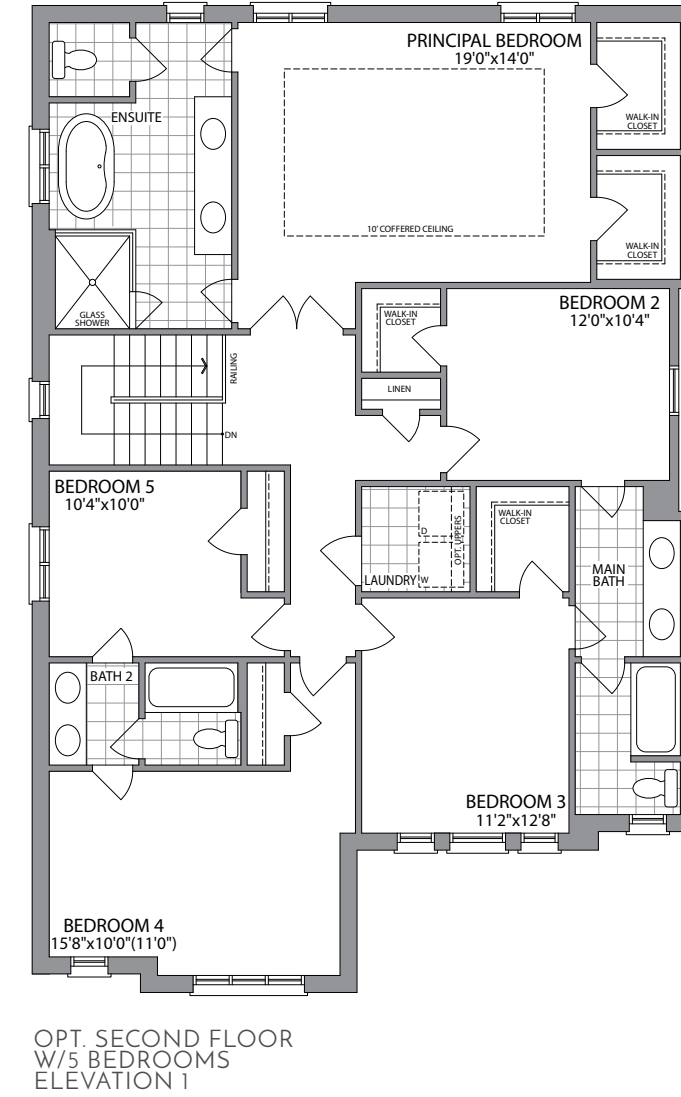 PRINCIPAL BEDROOM
19'0"x14'0"
WALK-IN
CLOSET
ENSUITE
10' COFFERED CEILING
WALK-IN
CLOSET
GLASS
SHOWER
WALK-IN
CLOSET
BEDROOM 2
12'0"x10'4"
RAILING
LINEN
DN
BEDROOM 5
10'4"x10'0"
WALK-IN
CLOSET
D
OPT. UPPERS
LAUNDRY
W
MAIN
BATH
BATH 2
BEDROOM 3
11'2"x12'8"
BEDROOM 4
15'8"x10'0"(11'0")
OPT. SECOND FLOOR
W/5 BEDROOMS
ELEVATION 1